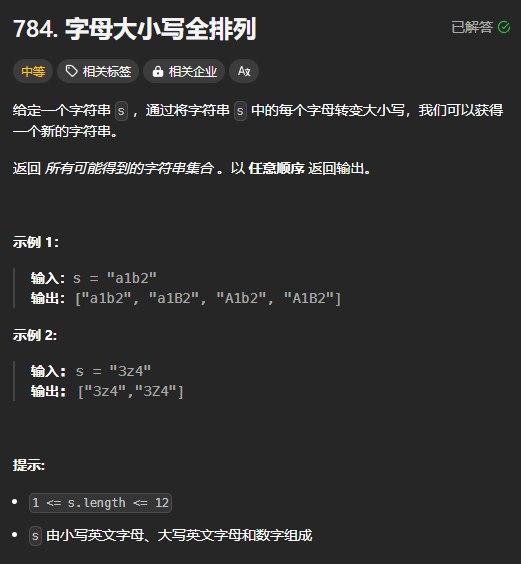 784. 字母大小写全排列
已解答
中等 相关标签 相关企业
给定一个字符串 s ，通过将字符串 s 中的每个字母转变大小写，我们可以获得
一个新的字符串。
返回 所有可能得到的字符串集合 。以 任意顺序 返回输出。
示例 1：
输入：s = "a1b2"
输出：["a1b2", "a1B2", "A1b2", "A1B2"]
示例 2:
输入: s = "3z4"
输出: ["3z4","3Z4"]
提示:
1 <= s.length <= 12
s 由小写英文字母、大写英文字母和数字组成